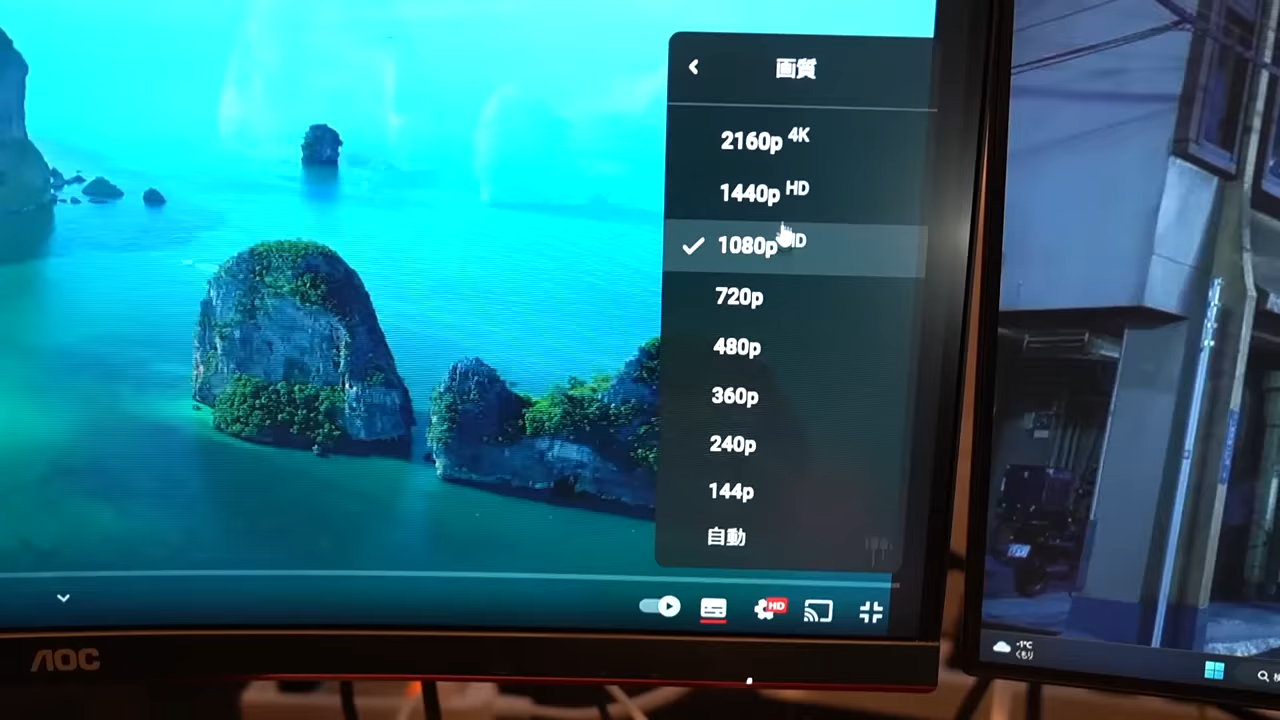 画質
2160p 4K
1440p HD
1080p HD
720p
480p
360p
240p
144p
自動
HD
AOC
-1°C
くもり